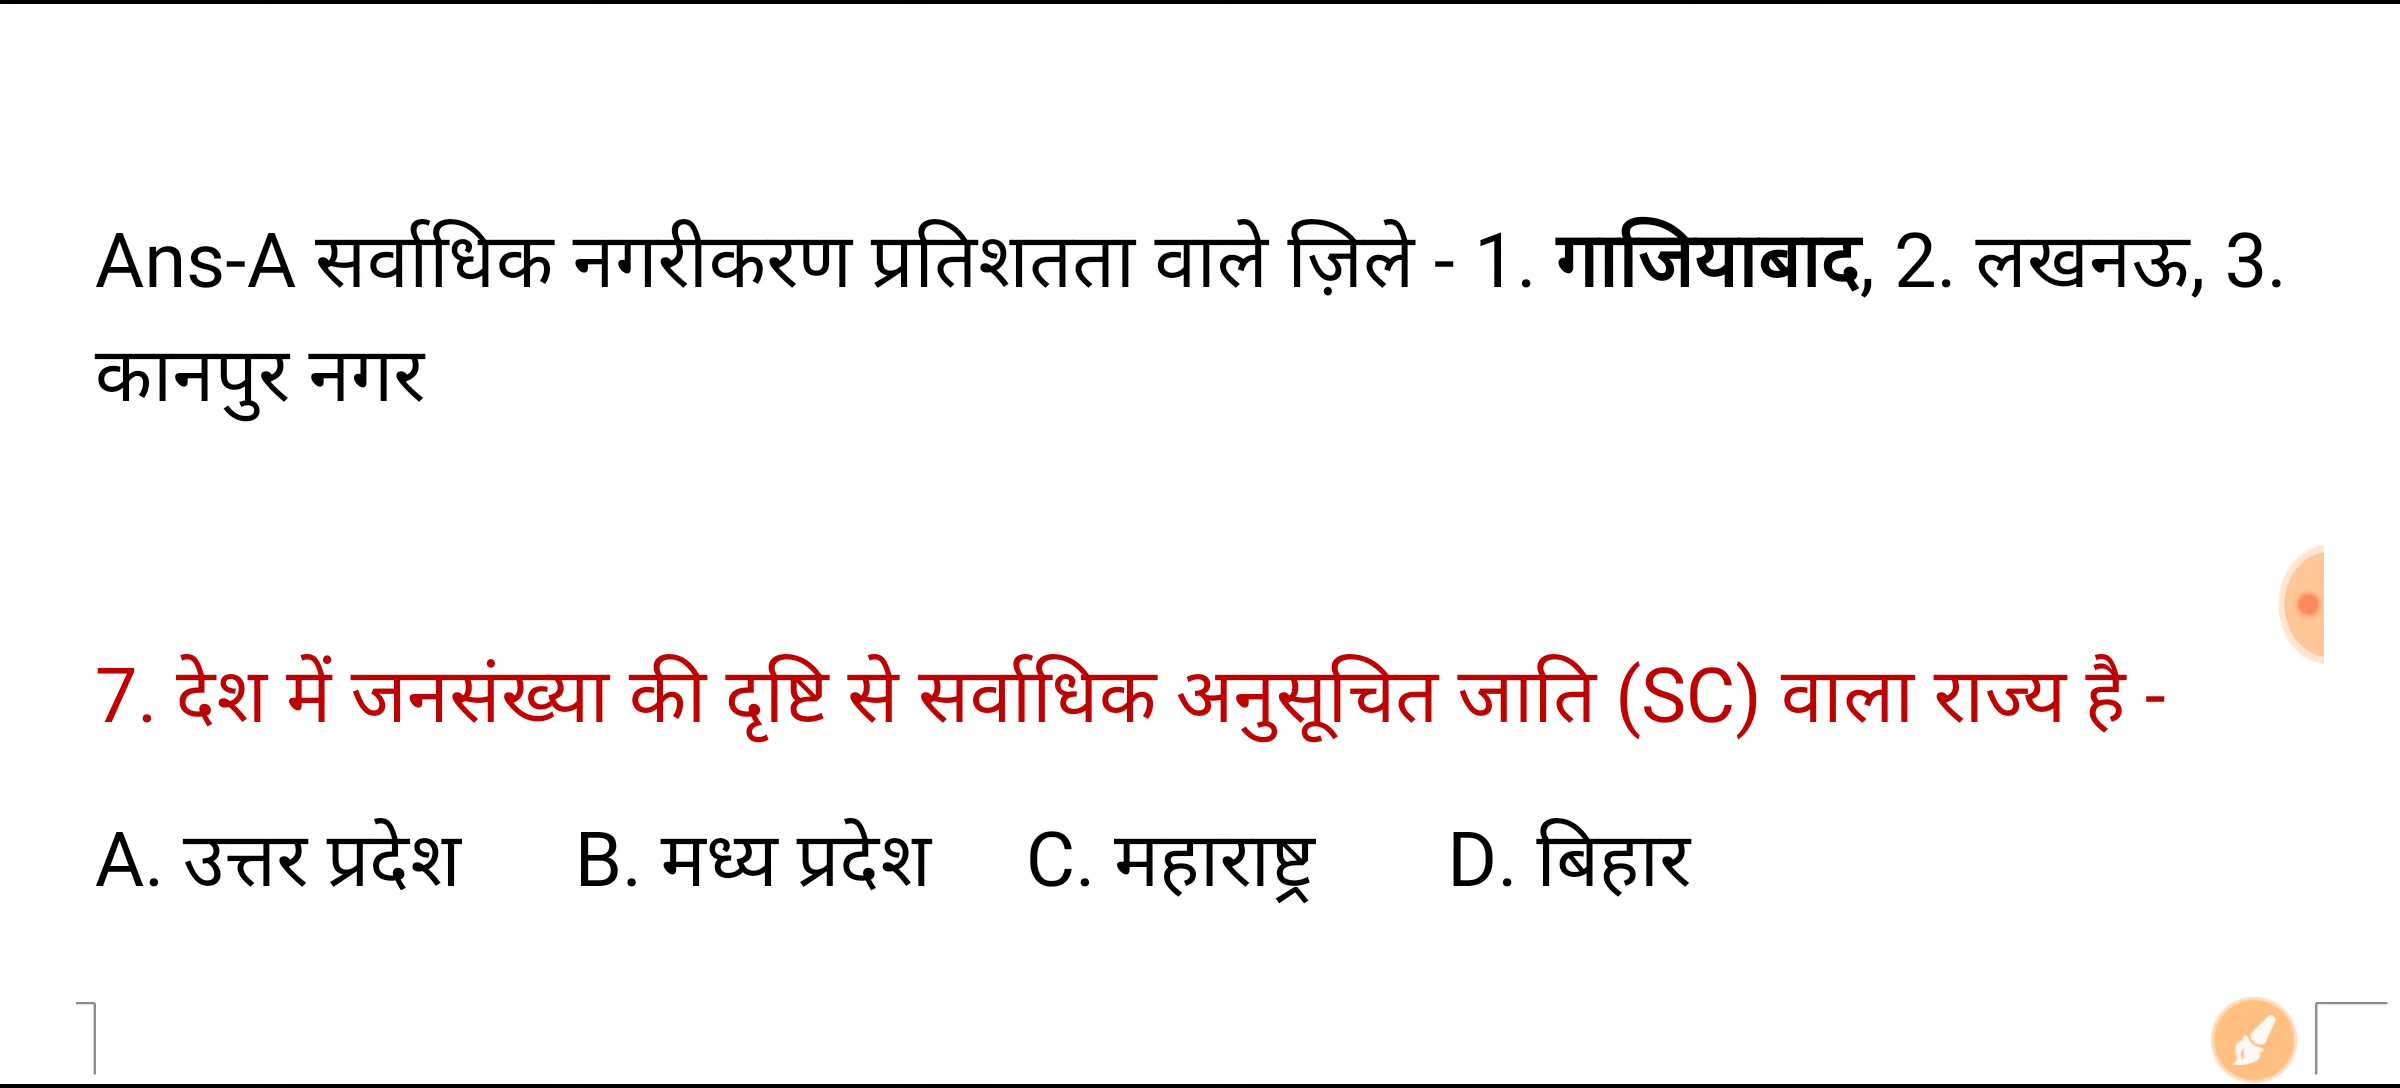 Ans-A सर्वाधिक नगरीकरण प्रतिशतता वाले ज़िले - 1. गाजियाबाद, 2. लखनऊ, 3.
कानपुर नगर
7. देश में जनसंख्या की दृष्टि से सर्वाधिक अनुसूचित जाति (SC) वाला राज्य है -
A. उत्तर प्रदेश B. मध्य प्रदेश C. महाराष्ट्र D. बिहार